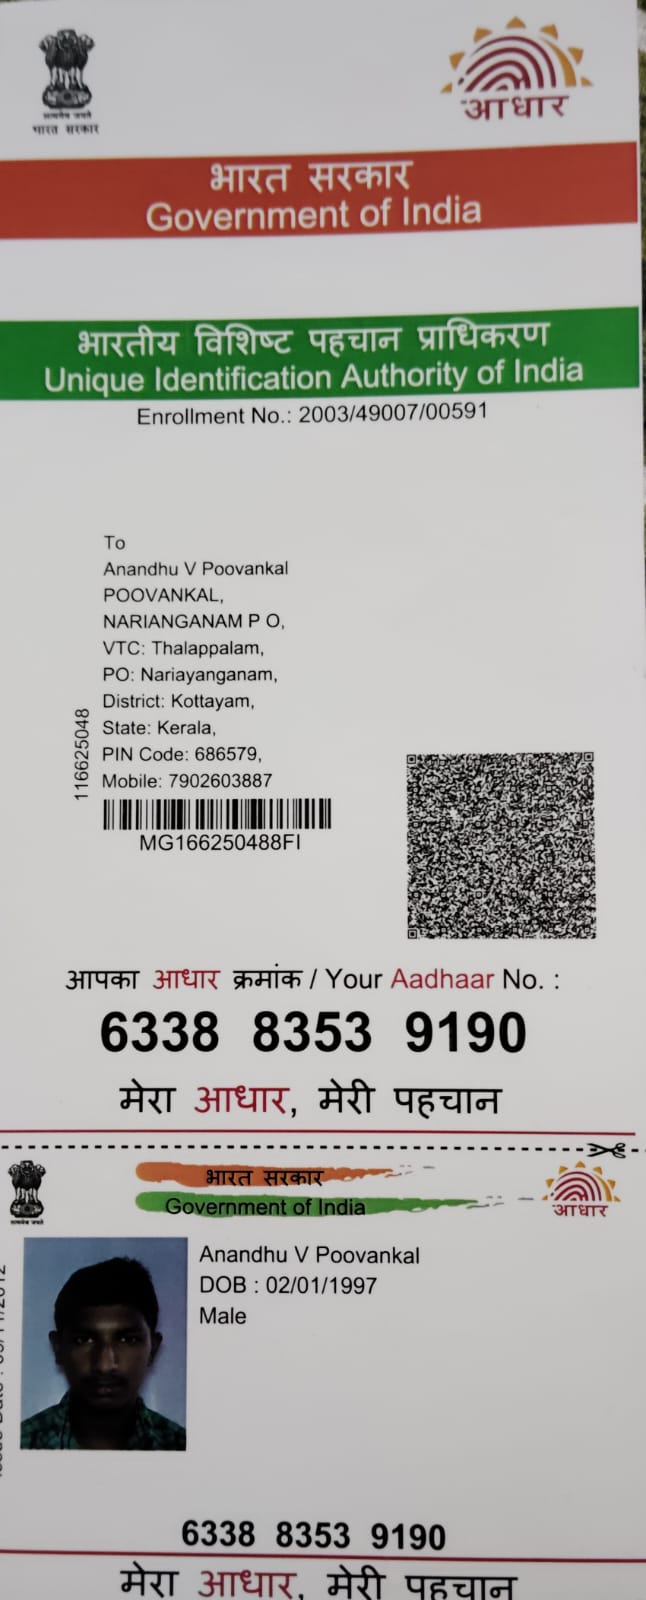 सत्यमेव जयते
भारत सरकार
आधार
भारत सरकार
Government of India
भारतीय विशिष्ट पहचान प्राधिकरण
Unique Identification Authority of India
Enrollment No.: 2003/49007/00591
To
Anandhu V Poovankal
POOVANKAL,
NARIANGANAM P O,
VTC: Thalappalam,
PO: Nariayanganam,
District: Kottayam,
State: Kerala,
PIN Code: 686579,
Mobile: 7902603887
116625048
MG166250488FI
आपका आधार क्रमांक / Your Aadhaar No. :
6338 8353 9190
मेरा आधार, मेरी पहचान
भारत सरकार
Government of India
सत्यमेव जयते
आधार
Anandhu V Poovankal
DOB : 02/01/1997
Male
6338 8353 9190
मेरा आधार, मेरी पहचान